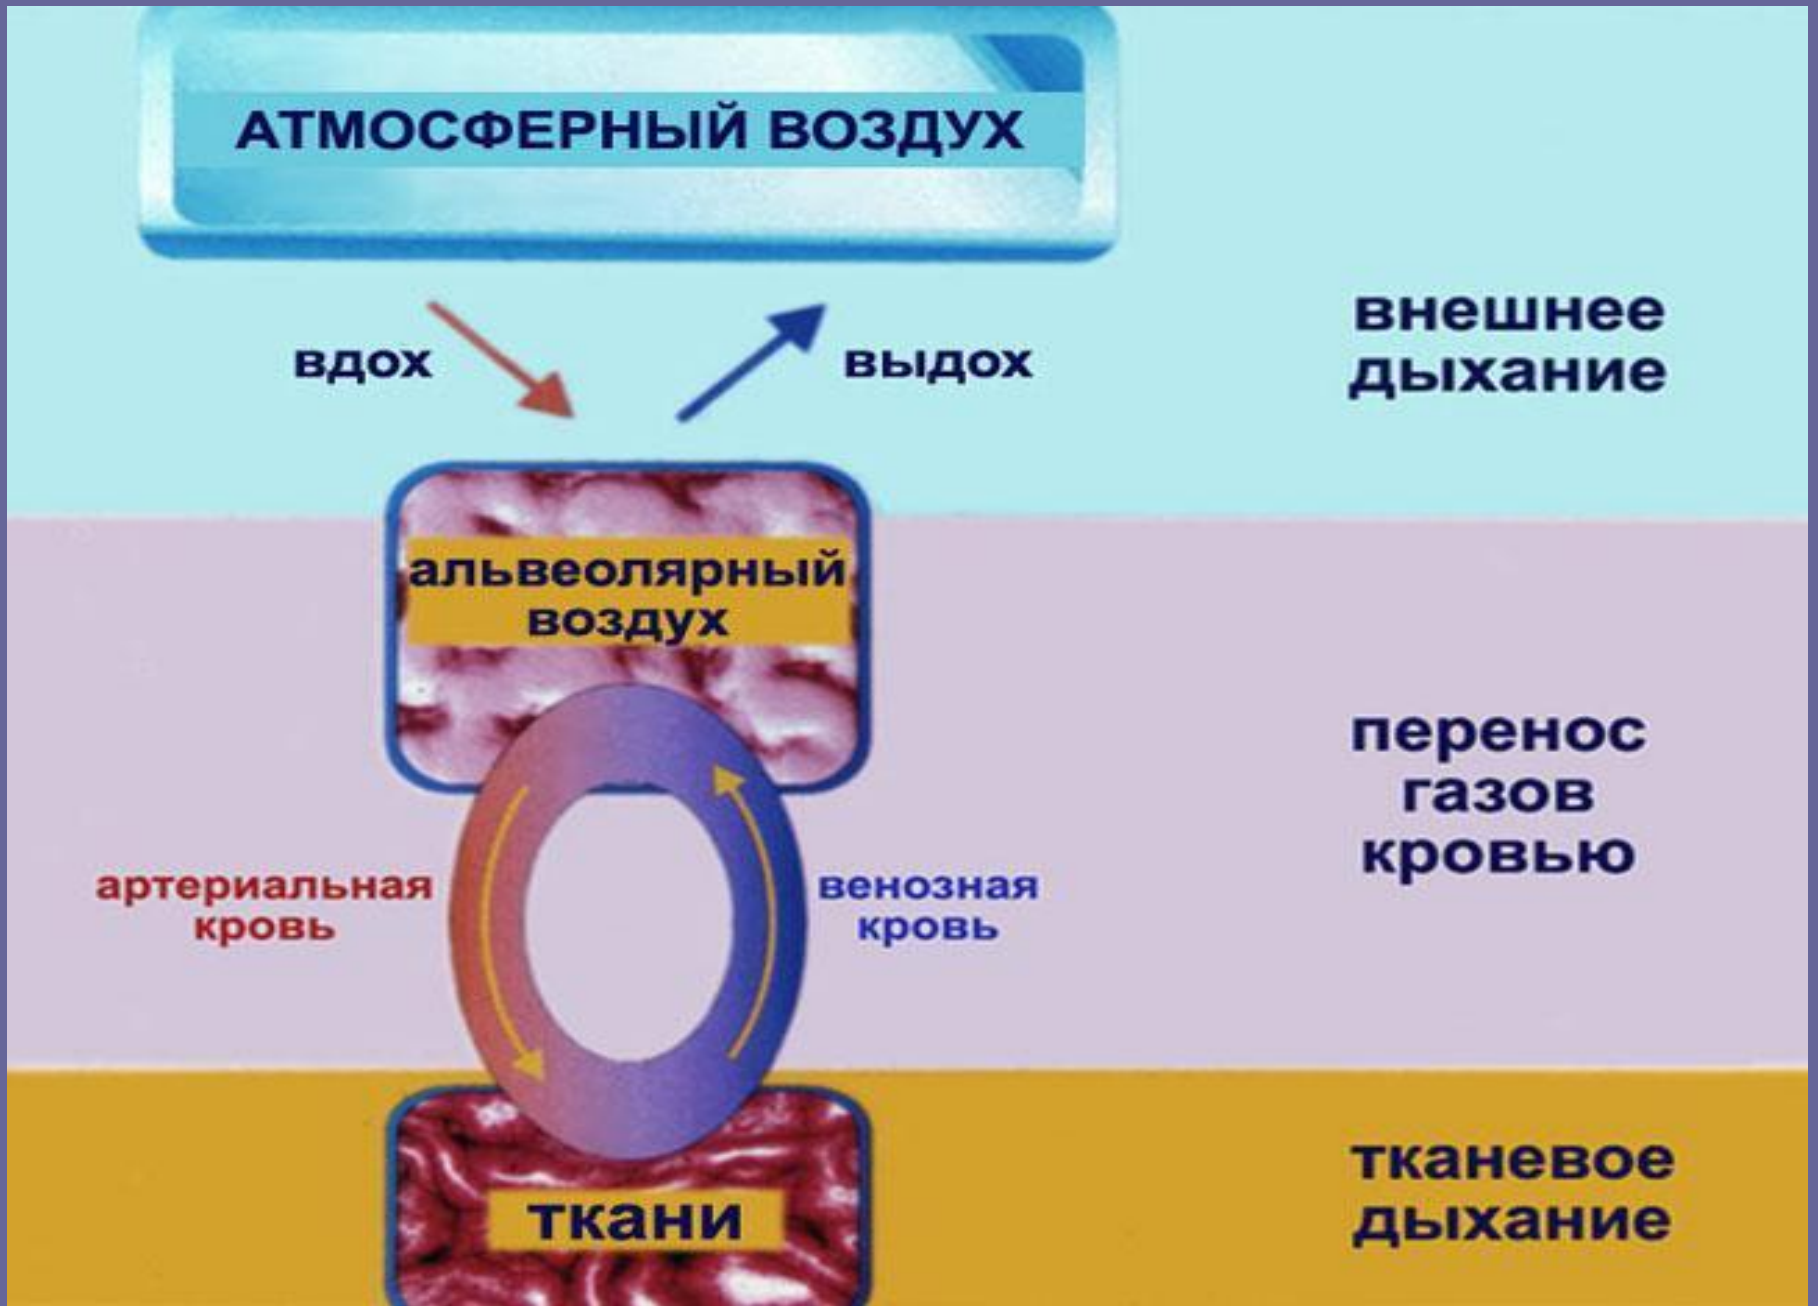 АТМОСФЕРНЫЙ ВОЗДУХ
вдох
выдох
внешнее
дыхание
альвеолярный
воздух
перенос
газов
кровью
артериальная
кровь
венозная
кровь
ткани
тканевое
дыхание